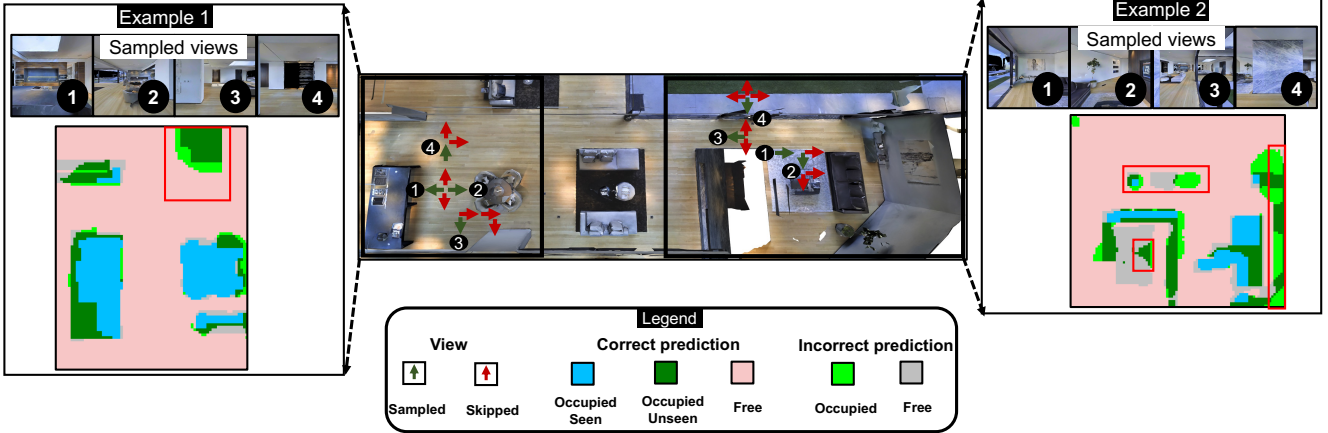 Example 1
Sampled views
1
2
3
4
4
1
2
3
4
3
1
2
Example 2
Sampled views
1
2
3
4
Legend
View
Correct prediction
Incorrect prediction
Sampled
Skipped
Occupied
Seen
Occupied
Unseen
Free
Occupied
Free